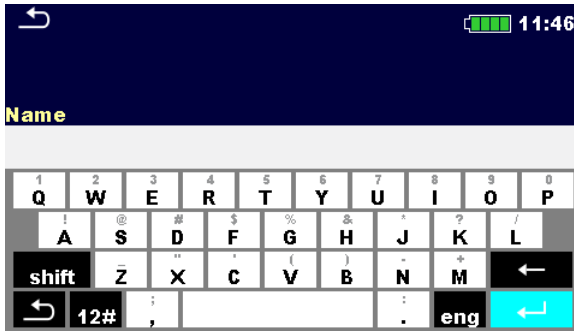 11:46
Name
1 2 3 4 5 6 7 8 9 0
Q W E R T Y U I O P
! @ # $ % & * ? /
A S D F G H J K L
_ " ' ( ) - +
shift Z X C V B N M ←
; :
12# , . eng